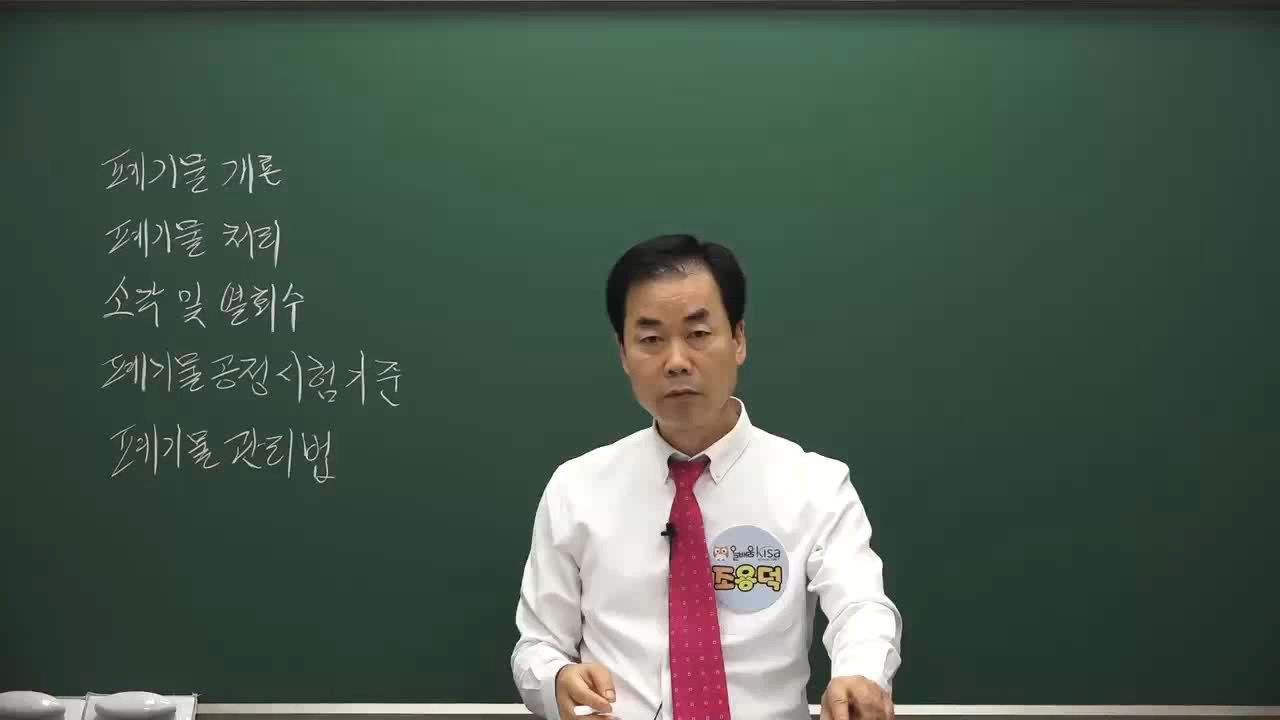 폐기물 개론
폐기물 처리
소각 및 열회수
폐기물공정시험기준
폐기물 관리법
올배움Kisa
조용덕